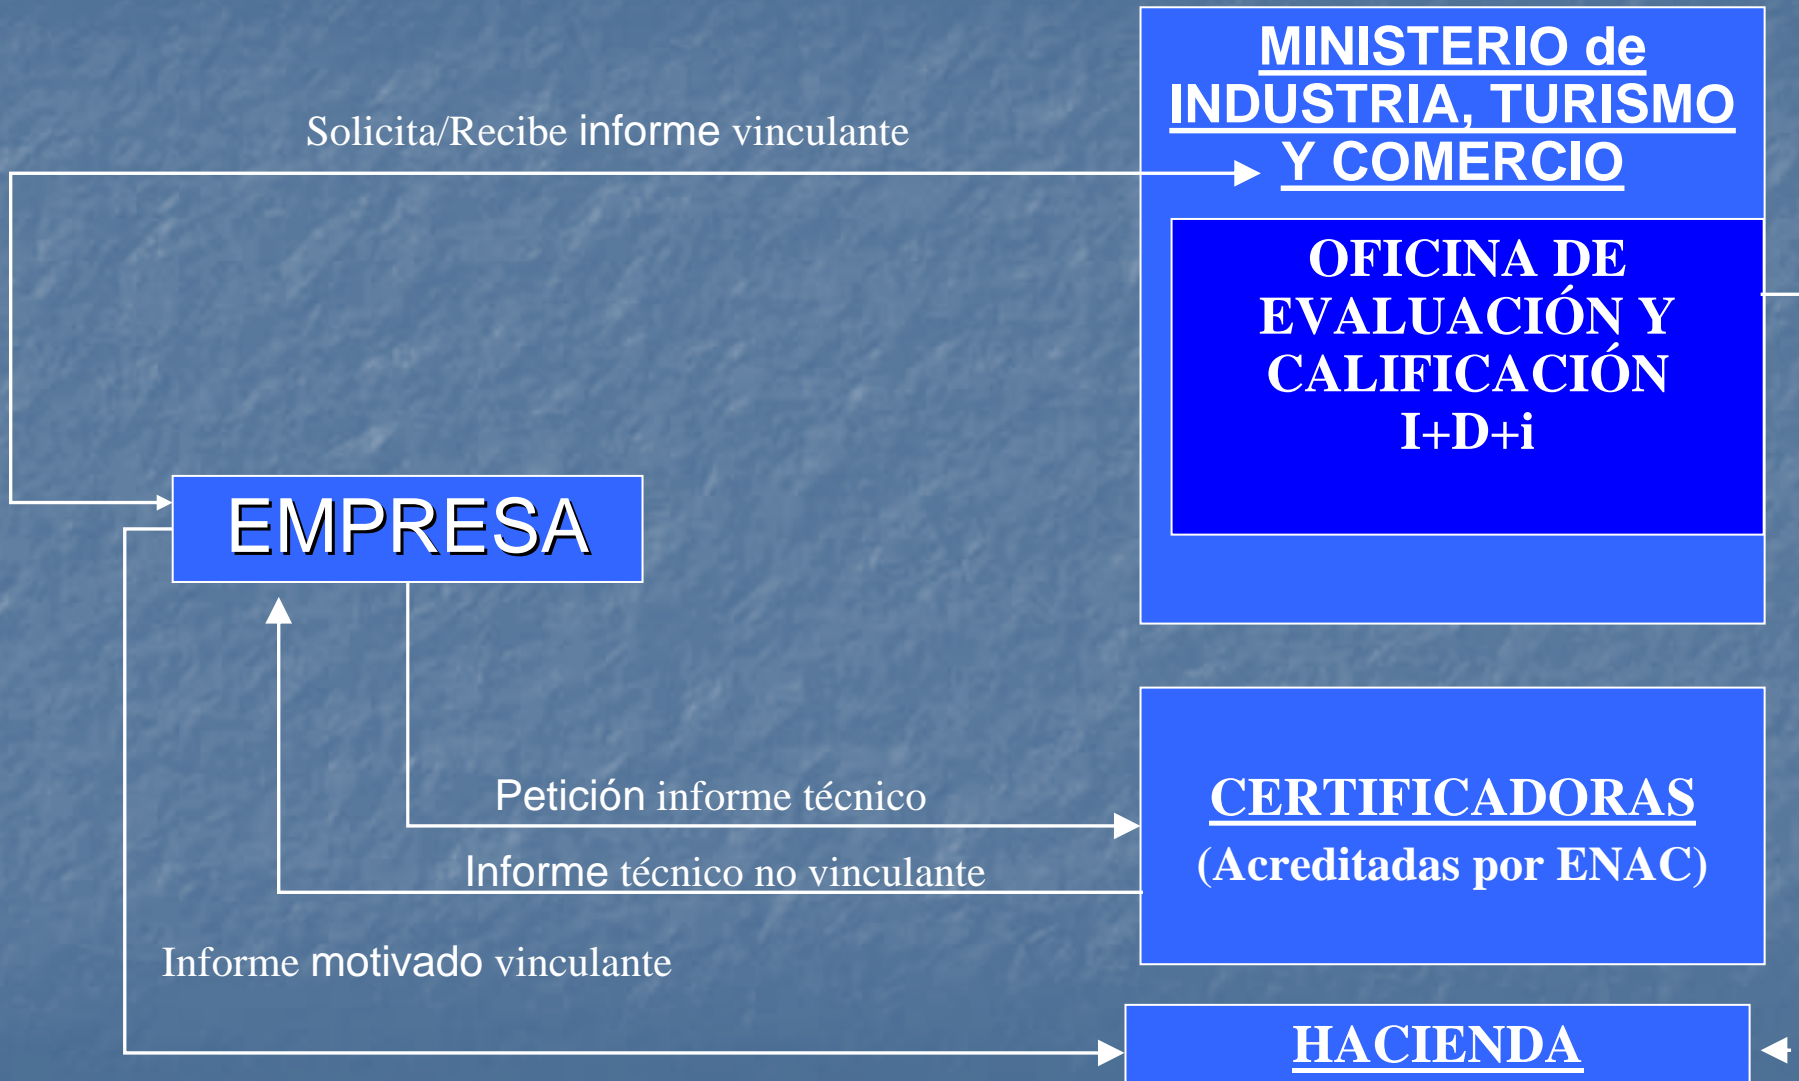 MINISTERIO de
INDUSTRIA, TURISMO
Y COMERCIO
Solicita/Recibe informe vinculante
OFICINA DE
EVALUACIÓN Y
CALIFICACIÓN
I+D+i
EMPRESA
Petición informe técnico
Informe técnico no vinculante
CERTIFICADORAS
(Acreditadas por ENAC)
Informe motivado vinculante
HACIENDA